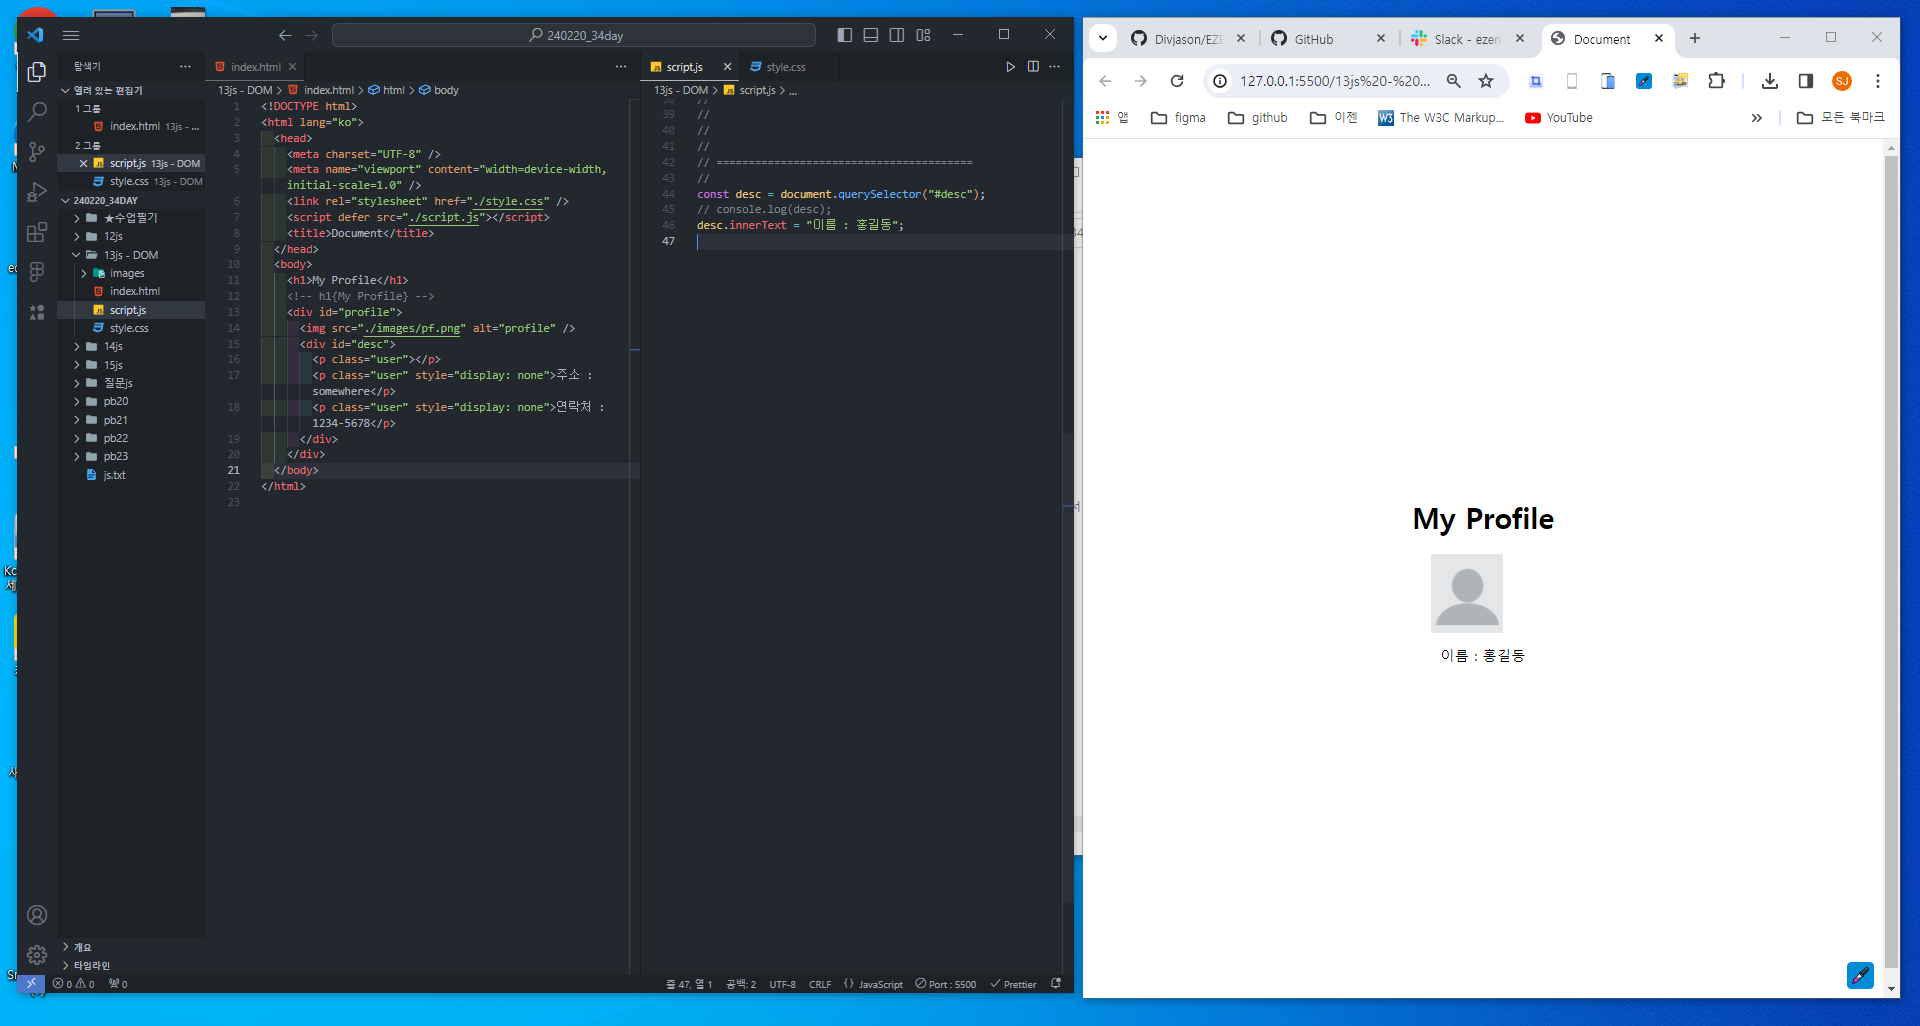 240220_34day
탐색기
열려 있는 편집기
1 그룹
index.html 13js - ...
2 그룹
script.js 13js - DOM
style.css 13js - DOM
240220_34DAY
★수업필기
12js
13js - DOM
images
index.html
script.js
style.css
14js
15js
질문js
pb20
pb21
pb22
pb23
js.txt
개요
타임라인
index.html
13js - DOM > index.html > html > body
1 <!DOCTYPE html>
2 <html lang="ko">
3 <head>
4 <meta charset="UTF-8" />
5 <meta name="viewport" content="width=device-width,
initial-scale=1.0" />
6 <link rel="stylesheet" href="./style.css" />
7 <script defer src="./script.js"></script>
8 <title>Document</title>
9 </head>
10 <body>
11 <h1>My Profile</h1>
12 <!-- h1{My Profile} -->
13 <div id="profile">
14 <img src="./images/pf.png" alt="profile" />
15 <div id="desc">
16 <p class="user"></p>
17 <p class="user" style="display: none">주소 :
somewhere</p>
18 <p class="user" style="display: none">연락처 :
1234-5678</p>
19 </div>
20 </div>
21 </body>
22 </html>
23
script.js
style.css
13js - DOM > script.js > ...
39 //
40 //
41 //
42 // ========================================
43 //
44 const desc = document.querySelector("#desc");
45 // console.log(desc);
46 desc.innerText = "이름 : 홍길동";
47
0 0 0
줄 47, 열 1 공백: 2 UTF-8 CRLF {} JavaScript Port : 5500 Prettier
Divjason/EZE
GitHub
Slack - ezen
Document
127.0.0.1:5500/13js%20-%20...
SJ
앱
figma
github
이젠
W3 The W3C Markup...
YouTube
모든 북마크
My Profile
이름 : 홍길동